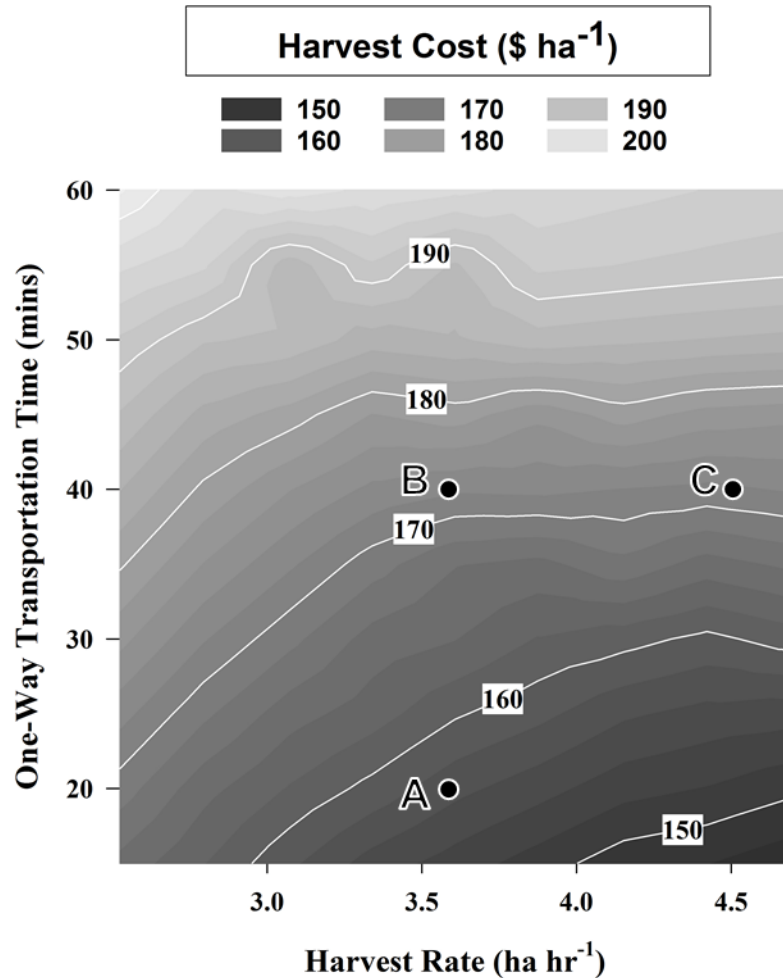 Harvest Cost ($ ha-1)
150 170 190
160 180 200
60
190
50
180
B C
40
170
30
160
A
20
150
3.0 3.5 4.0 4.5
One-Way Transportation Time (mins)
Harvest Rate (ha hr-1)